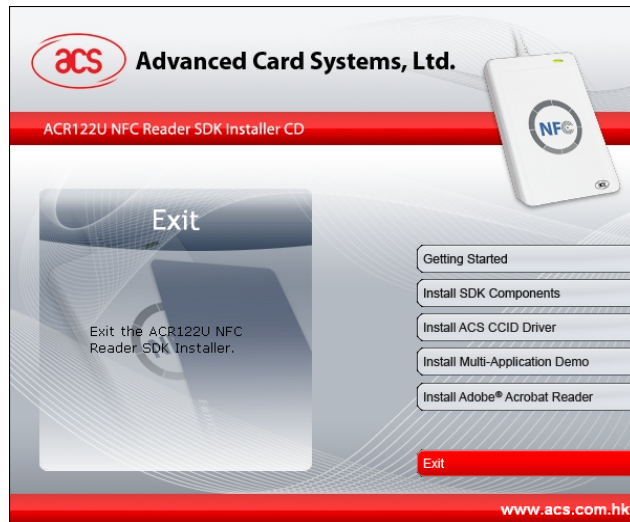 acs
Advanced Card Systems, Ltd.
ACR122U NFC Reader SDK Installer CD
NFC
ACS
Exit
Exit the ACR122U NFC
Reader SDK Installer.
Getting Started
Install SDK Components
Install ACS CCID Driver
Install Multi-Application Demo
Install Adobe® Acrobat Reader
Exit
www.acs.com.hk